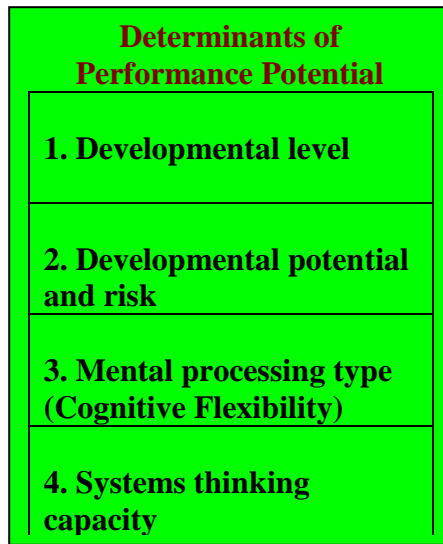 Determinants of
Performance Potential
1. Developmental level
2. Developmental potential
and risk
3. Mental processing type
(Cognitive Flexibility)
4. Systems thinking
capacity